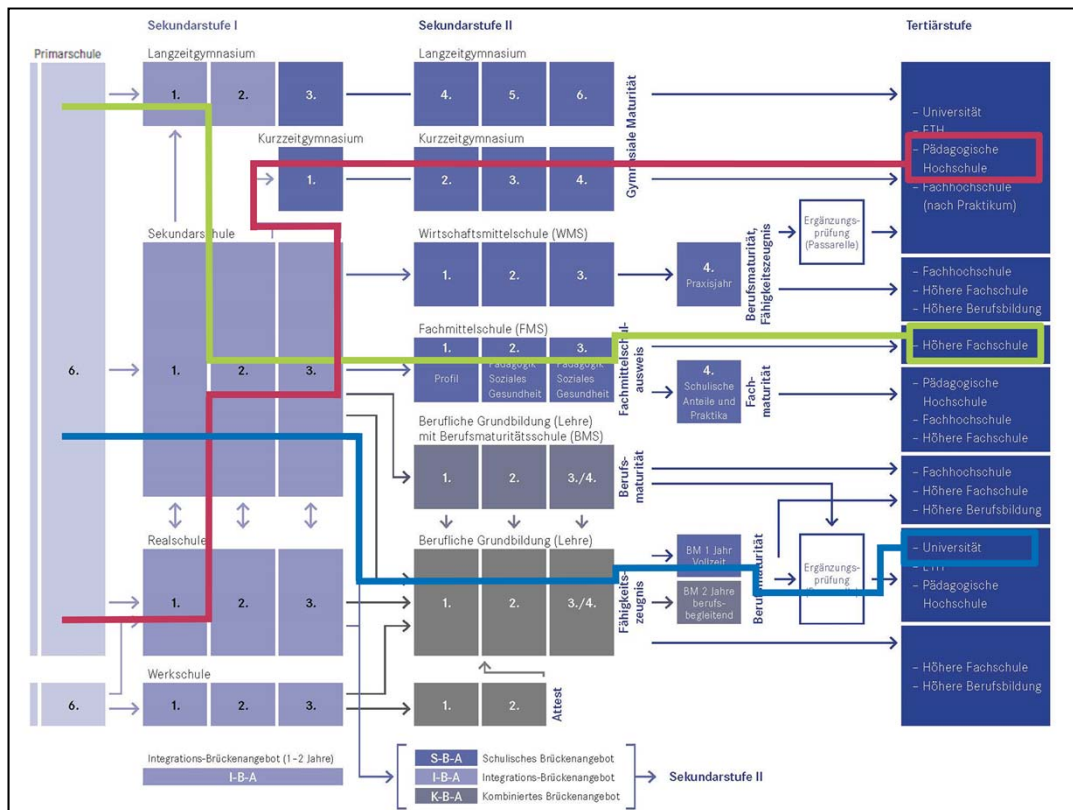 Sekundarstufe I
Sekundarstufe II
Tertiärstufe
Primarschule
Langzeitgymnasium
Langzeitgymnasium
1.
2.
3.
4.
5.
6.
Gymnasiale Maturität
– Universität
– ETH
– Pädagogische
Hochschule
– Fachhochschule
(nach Praktikum)
Kurzzeitgymnasium
Kurzzeitgymnasium
1.
2.
3.
4.
Sekundarschule
Wirtschaftsmittelschule (WMS)
1.
2.
3.
4.
Praxisjahr
Berufsmaturität,
Fähigkeitszeugnis
Ergänzungs-
prüfung
(Passarelle)
– Fachhochschule
– Höhere Fachschule
– Höhere Berufsbildung
6.
1.
2.
3.
Fachmittelschule (FMS)
1.
2.
3.
Profil
Pädagogik
Soziales
Gesundheit
Pädagogik
Soziales
Gesundheit
Fachmittelschul-
ausweis
4.
Schulische
Anteile und
Praktika
Fach-
maturität
– Höhere Fachschule
– Pädagogische
Hochschule
– Fachhochschule
– Höhere Fachschule
Berufliche Grundbildung (Lehre)
mit Berufsmaturitätsschule (BMS)
1.
2.
3./4.
Berufs-
maturität
– Fachhochschule
– Höhere Fachschule
– Höhere Berufsbildung
Realschule
1.
2.
3.
Berufliche Grundbildung (Lehre)
1.
2.
3./4.
Fähigkeits-
zeugnis
BM 1 Jahr
Vollzeit
BM 2 Jahre
berufs-
begleitend
Berufsmaturität
Ergänzungs-
prüfung
– Universität
– ETH
– Pädagogische
Hochschule
– Höhere Fachschule
– Höhere Berufsbildung
Werkschule
6.
1.
2.
3.
1.
2.
Attest
Integrations-Brückenangebot (1–2 Jahre)
I-B-A
S-B-A Schulisches Brückenangebot
I-B-A Integrations-Brückenangebot
K-B-A Kombiniertes Brückenangebot
Sekundarstufe II